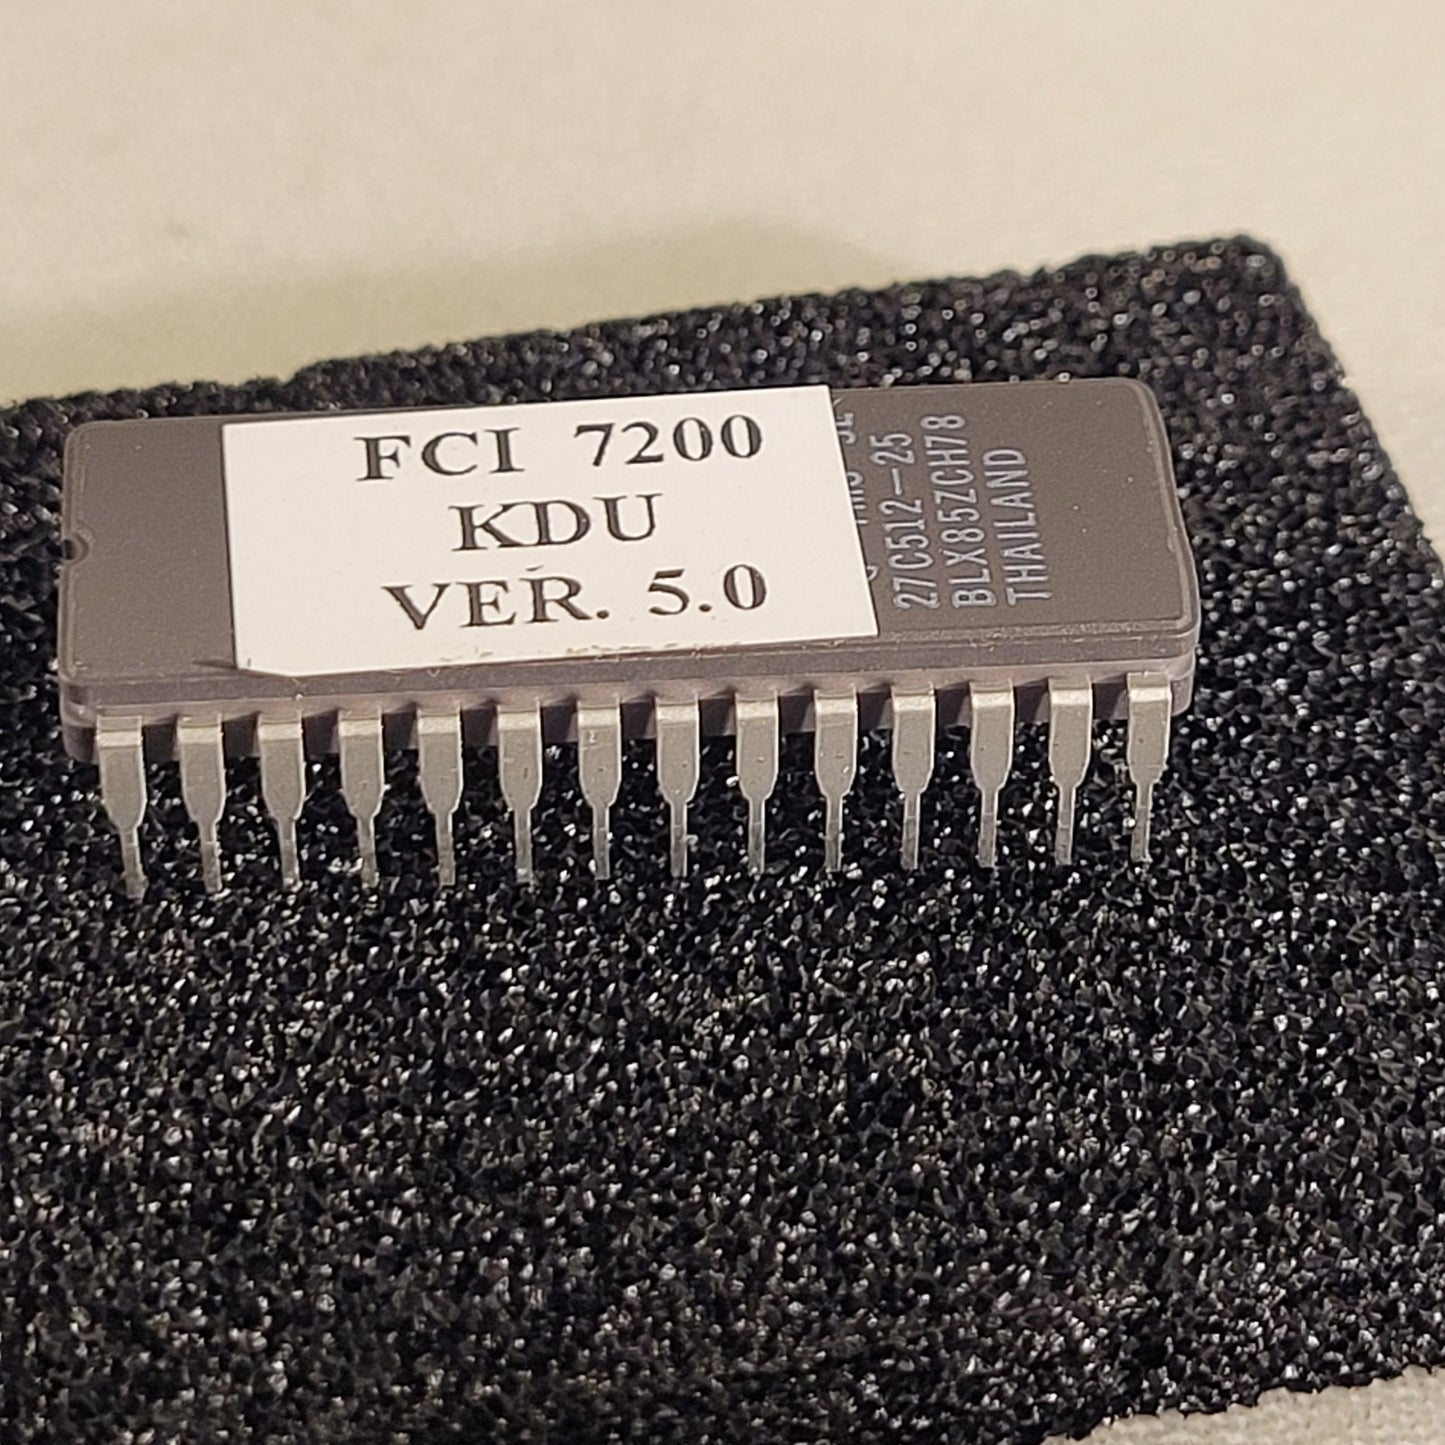 FCI 7200
KDU
VER. 5.0
27C512-25
BLX85ZCH78
THAILAND